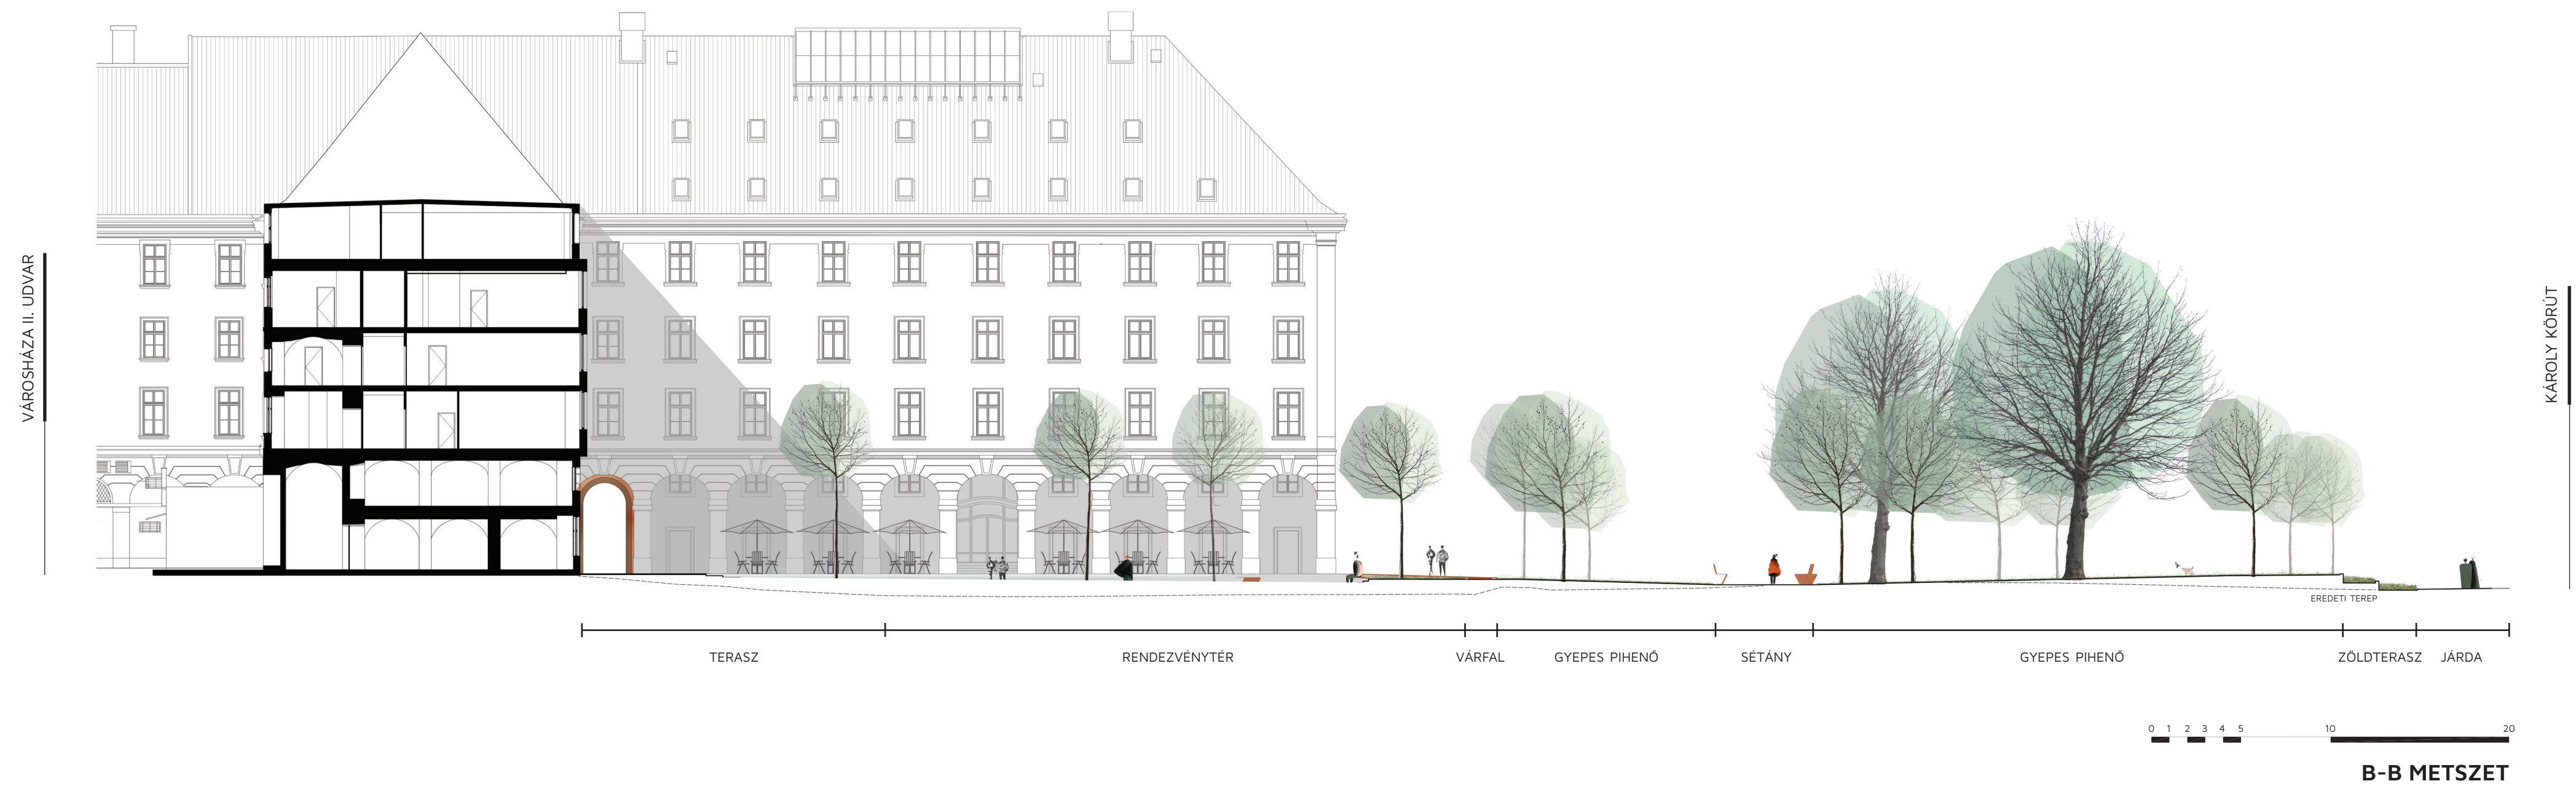 VÁROSHÁZA II. UDVAR
KÁROLY KÖRÚT
EREDETI TEREP
TERASZ RENDEZVÉNYTÉR VÁRFAL GYEPES PIHENŐ SÉTÁNY GYEPES PIHENŐ ZÖLDTERASZ JÁRDA
0 1 2 3 4 5 10 20
B-B METSZET